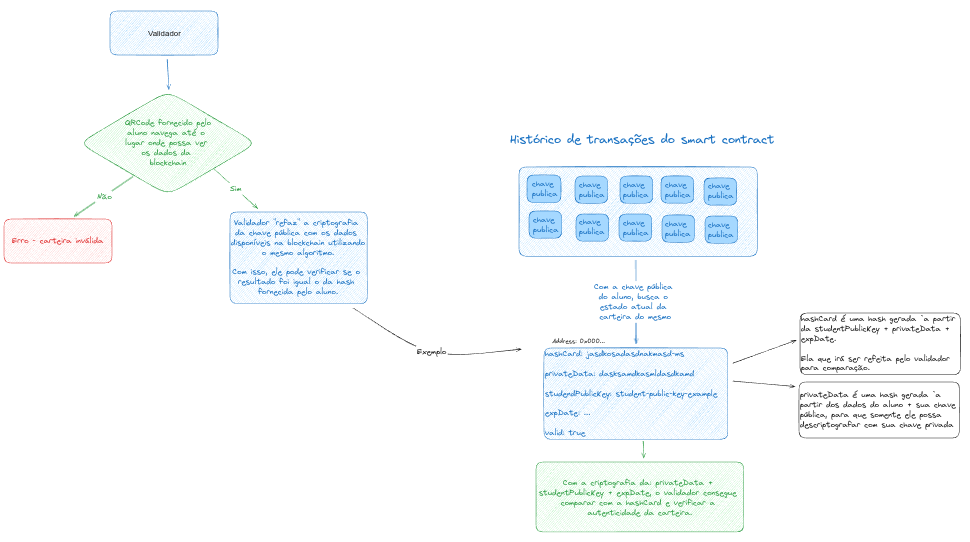 Validador
QRCode fornecido pelo
aluno navega até o
lugar onde possa ver
os dados da
blockchain
Não
Sim
Erro - carteira inválida
Validador "refaz" a criptografia
da chave pública com os dados
disponíveis na blockchain utilizando
o mesmo algoritmo.
Com isso, ele pode verificar se o
resultado foi igual o da hash
fornecida pelo aluno.
Exemplo
Histórico de transações do smart contract
chave
publica
chave
publica
chave
publica
chave
publica
chave
publica
chave
publica
chave
publica
chave
publica
chave
publica
chave
publica
Com a chave pública
do aluno, busca o
estado atual da
carteira do mesmo
Address: 0x000...
hashCard: jasdkosadasdnakmasd-ms
privateData: dasksamdkasmldasdkamd
studendPublicKey: student-public-key-example
expDate: ...
valid: true
hashCard é uma hash gerada `a partir
da studentPublicKey + privateData +
expDate.
Ela que irá ser refeita pelo validador
para comparação.
privateData é uma hash gerada `a
partir dos dados do aluno + sua chave
pública, para que somente ele possa
descriptografar com sua chave privada
Com a criptografia da: privateData +
studentPublicKey + expDate, o validador consegue
comparar com a hashCard e verificar a
autenticidade da carteira.